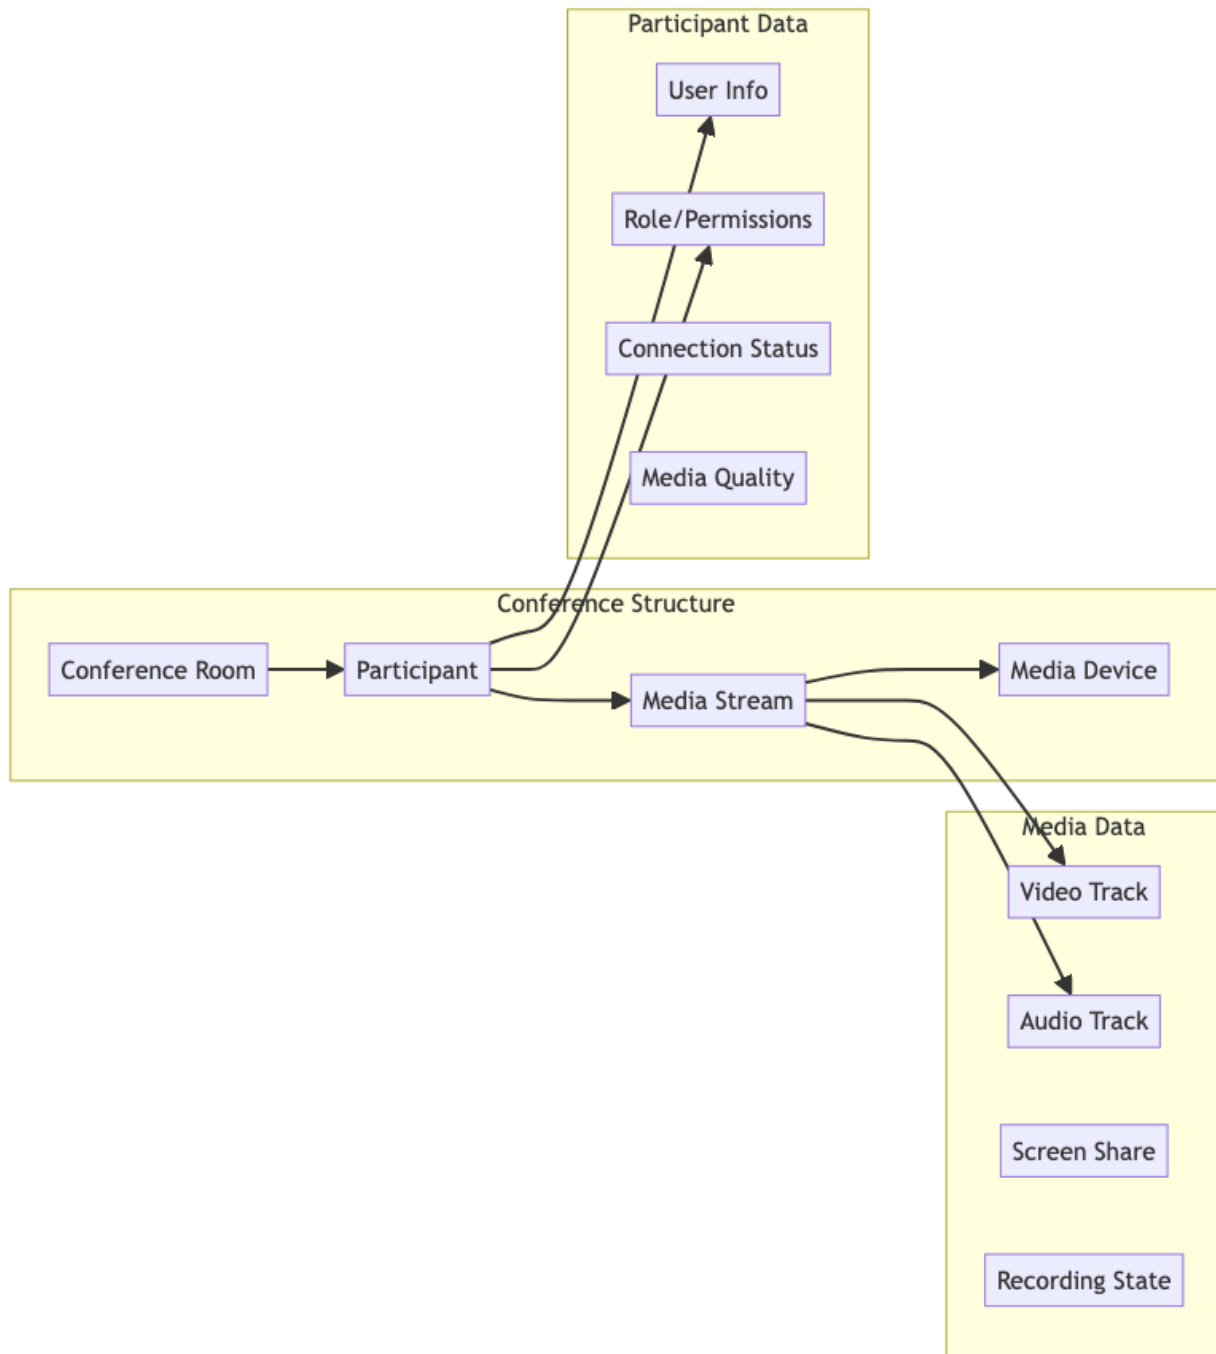 Participant Data
User Info
Role/Permissions
Connection Status
Media Quality
Conference Structure
Conference Room
Participant
Media Stream
Media Device
Media Data
Video Track
Audio Track
Screen Share
Recording State